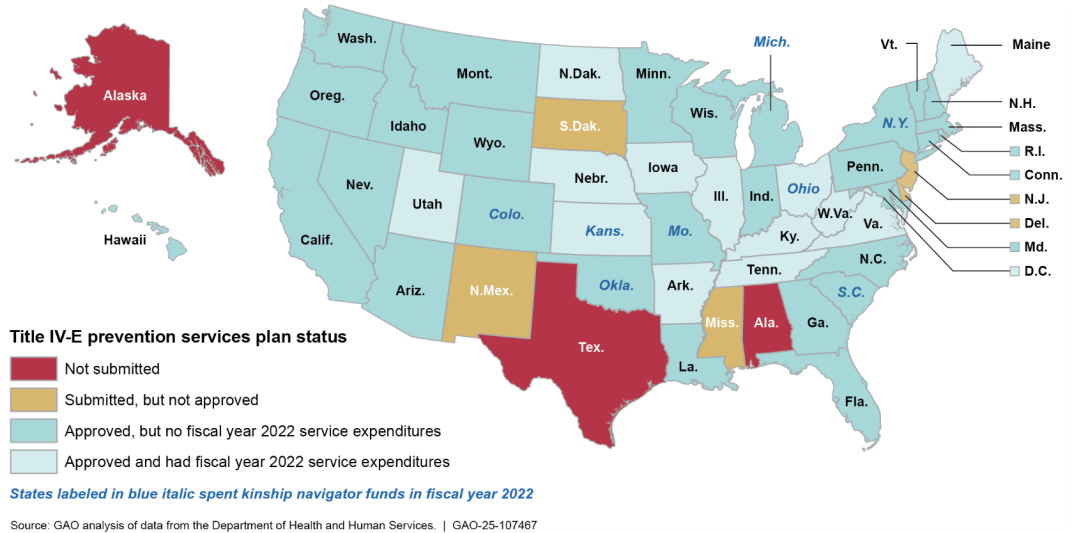 Mich.
Vt.
Maine
Wash.
Mont.
N.Dak.
Minn.
Alaska
Oreg.
Idaho
S.Dak.
Wis.
N.Y.
N.H.
Mass.
Wyo.
R.I.
Iowa
Penn.
Conn.
Nev.
Nebr.
Ill.
Ind.
Ohio
N.J.
Utah
Colo.
W.Va.
Va.
Del.
Hawaii
Calif.
Kans.
Mo.
Ky.
Md.
N.C.
D.C.
Tenn.
Ariz.
N.Mex.
Okla.
Ark.
S.C.
Miss.
Ala.
Ga.
Tex.
La.
Fla.
Title IV-E prevention services plan status
Not submitted
Submitted, but not approved
Approved, but no fiscal year 2022 service expenditures
Approved and had fiscal year 2022 service expenditures
States labeled in blue italic spent kinship navigator funds in fiscal year 2022
Source: GAO analysis of data from the Department of Health and Human Services. | GAO-25-107467